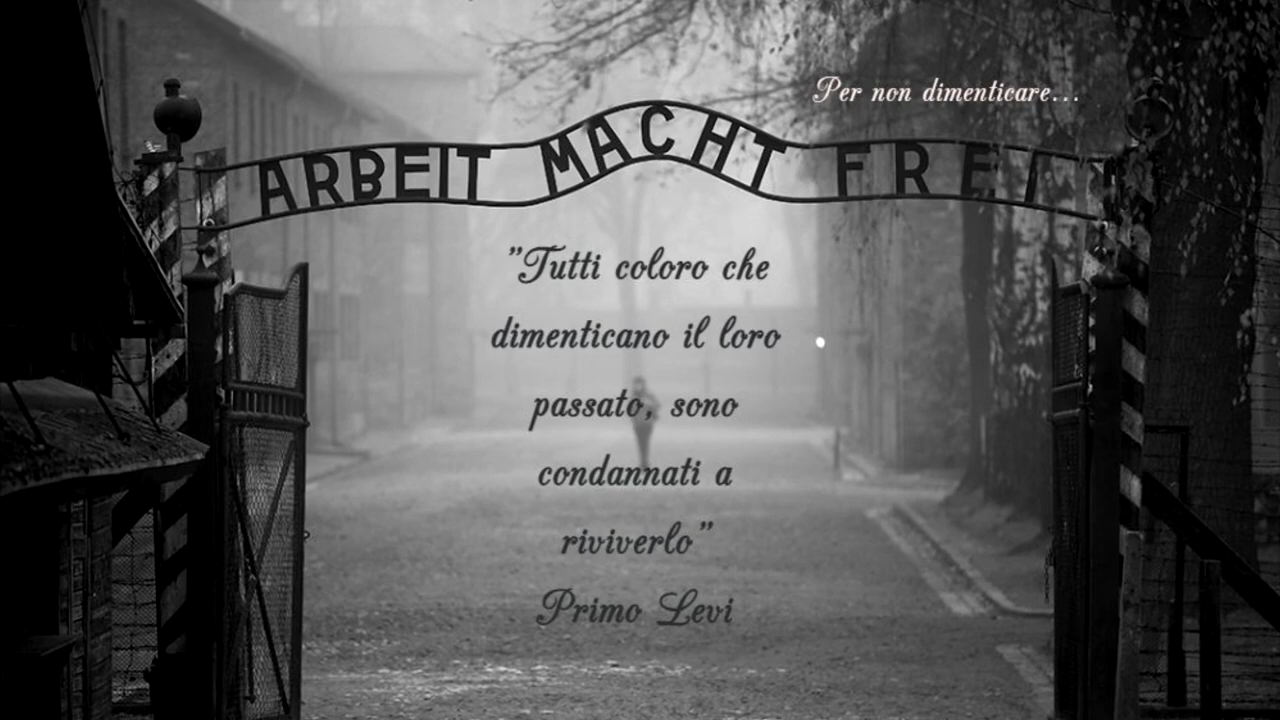 Per non dimenticare...
ARBEIT MACHT FREI
"Tutti coloro che
dimenticano il loro
passato, sono
condannati a
riviverlo"
Primo Levi